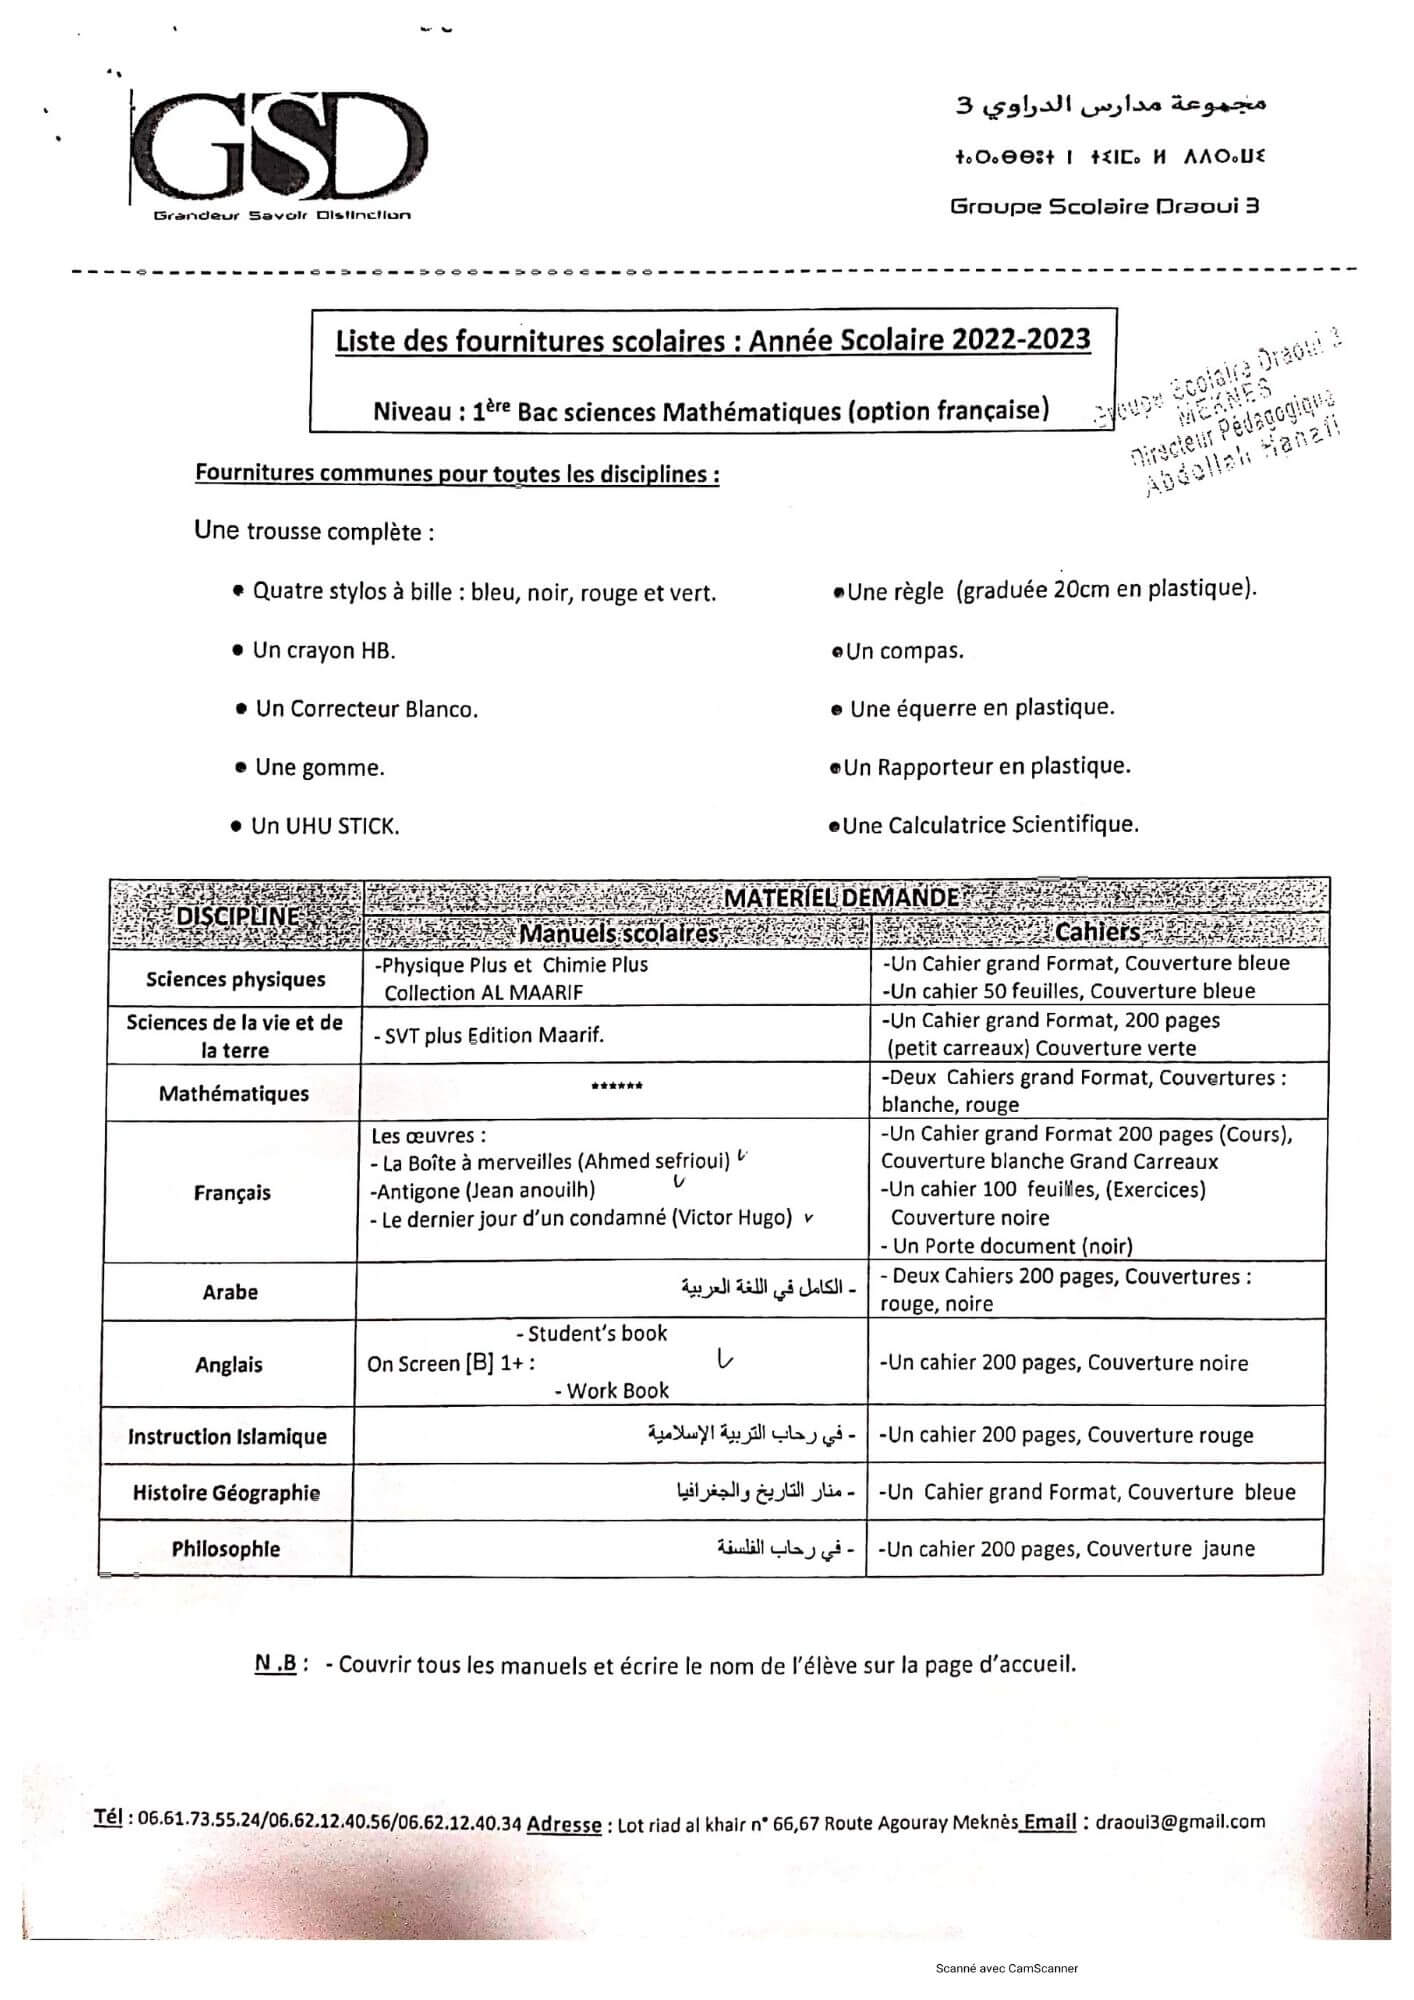 GSD
Grandeur Savoir Distinction
مجموعة مدارس الدراوي 3
ⵜⴰⵔⴰⴱⴱⵓⵜ ⵏ ⵜⵉⵏⵎⴰ ⵍ ⴷⴷⵔⴰⵡⵉ
Groupe Scolaire Draoui 3
Liste des fournitures scolaires : Année Scolaire 2022-2023
Niveau : 1ère Bac sciences Mathématiques (option française)
Groupe Scolaire Draoui 3
MEKNES
Directeur Pédagogique
Abdollah Hanafi
Fournitures communes pour toutes les disciplines :
Une trousse complète :
• Quatre stylos à bille : bleu, noir, rouge et vert.
• Un crayon HB.
• Un Correcteur Blanco.
• Une gomme.
• Un UHU STICK.
•Une règle (graduée 20cm en plastique).
•Un compas.
• Une équerre en plastique.
•Un Rapporteur en plastique.
•Une Calculatrice Scientifique.
DISCIPLINE
MATERIEL DEMANDE
Manuels scolaires
Cahiers
Sciences physiques
-Physique Plus et Chimie Plus
Collection AL MAARIF
-Un Cahier grand Format, Couverture bleue
-Un cahier 50 feuilles, Couverture bleue
Sciences de la vie et de
la terre
- SVT plus Edition Maarif.
-Un Cahier grand Format, 200 pages
(petit carreaux) Couverture verte
Mathématiques
******
-Deux Cahiers grand Format, Couvertures :
blanche, rouge
Français
Les œuvres :
- La Boîte à merveilles (Ahmed sefrioui)
-Antigone (Jean anouilh)
- Le dernier jour d'un condamné (Victor Hugo)
-Un Cahier grand Format 200 pages (Cours),
Couverture blanche Grand Carreaux
-Un cahier 100 feuilles, (Exercices)
Couverture noire
- Un Porte document (noir)
Arabe
- الكامل في اللغة العربية
- Deux Cahiers 200 pages, Couvertures :
rouge, noire
Anglais
- Student's book
On Screen [B] 1+ :
- Work Book
-Un cahier 200 pages, Couverture noire
Instruction Islamique
- في رحاب التربية الإسلامية
-Un cahier 200 pages, Couverture rouge
Histoire Géographie
- منار التاريخ والجغرافيا
-Un Cahier grand Format, Couverture bleue
Philosophie
- في رحاب الفلسفة
-Un cahier 200 pages, Couverture jaune
N.B : - Couvrir tous les manuels et écrire le nom de l'élève sur la page d'accueil.
Tél : 06.61.73.55.24/06.62.12.40.56/06.62.12.40.34 Adresse : Lot riad al khair n° 66,67 Route Agouray Meknès Email : draoui3@gmail.com
Scanné avec CamScanner